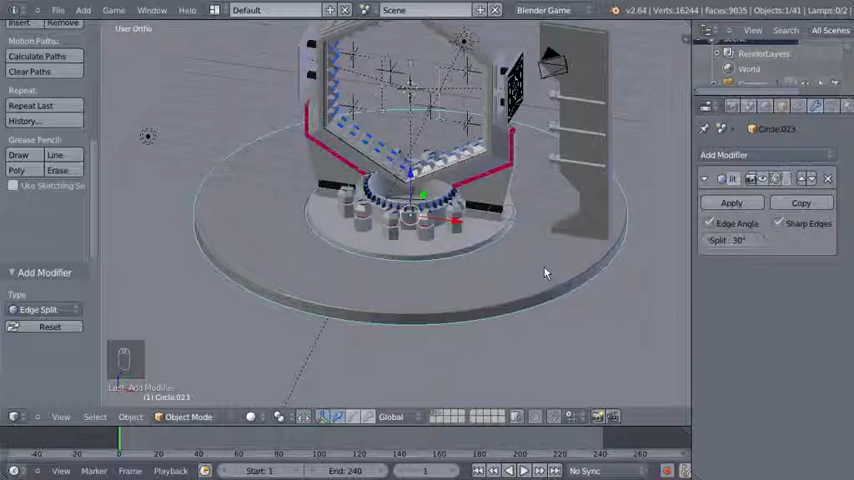 File Add Game Window Help Default Scene Blender Game v2.64 | Verts:16244 | Faces:9035 | Objects:1/41 | Lamps:0/2
Insert Remove
Motion Paths:
Calculate Paths
Clear Paths
Repeat:
Repeat Last
History...
Grease Pencil:
Draw Line
Poly Erase
Use Sketching Se
Add Modifier
Type
Edge Split
Reset
User Ortho
Last: Add Modifier
(1) Circle.023
View Select Object Object Mode Global
View Search All Scenes
RenderLayers
World
Circle.023
Add Modifier
Apply Copy
Edge Angle Sharp Edges
Split: 30°
-40 -20 0 20 40 60 80 100 120 140 160 180 200 220 240 260
View Marker Frame Playback Start: 1 End: 240 1 No Sync